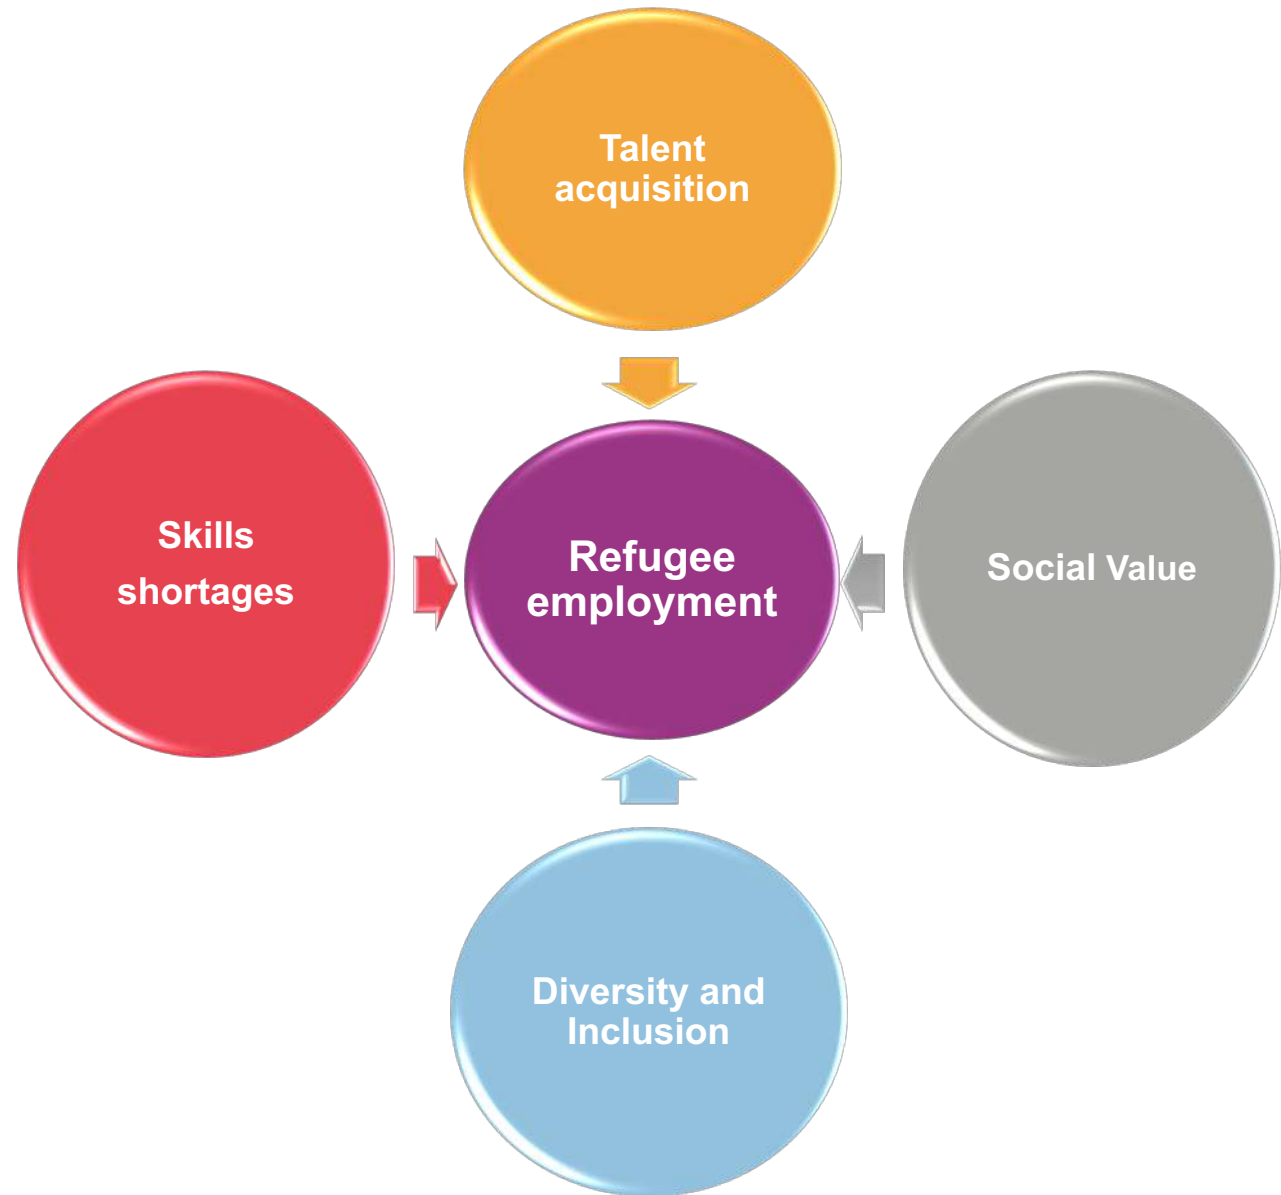 Talent
acquisition
Skills
shortages
Refugee
employment
Social Value
Diversity and
Inclusion